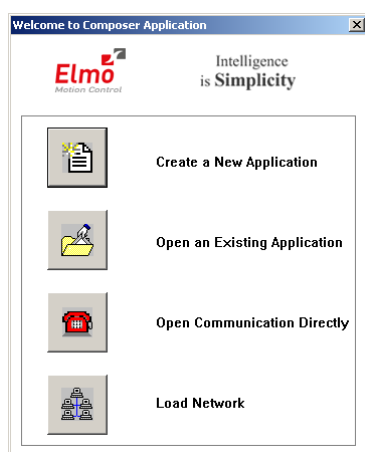 Welcome to Composer Application
Elmo
Motion Control
Intelligence
is Simplicity
Create a New Application
Open an Existing Application
Open Communication Directly
Load Network